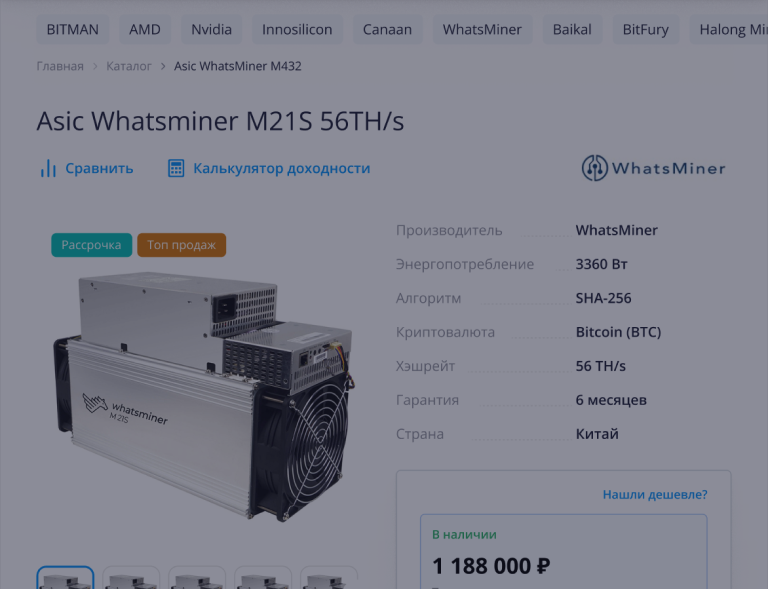 BITMAN AMD Nvidia Innosilicon Canaan WhatsMiner Baikal BitFury Halong
Главная > Каталог > Asic WhatsMiner M432
Asic Whatsminer M21S 56TH/s
Сравнить Калькулятор доходности WhatsMiner
Рассрочка Топ продаж
whatsminer
M21S
Производитель WhatsMiner
Энергопотребление 3360 Вт
Алгоритм SHA-256
Криптовалюта Bitcoin (BTC)
Хэшрейт 56 TH/s
Гарантия 6 месяцев
Страна Китай
Нашли дешевле?
В наличии
1 188 000 ₽